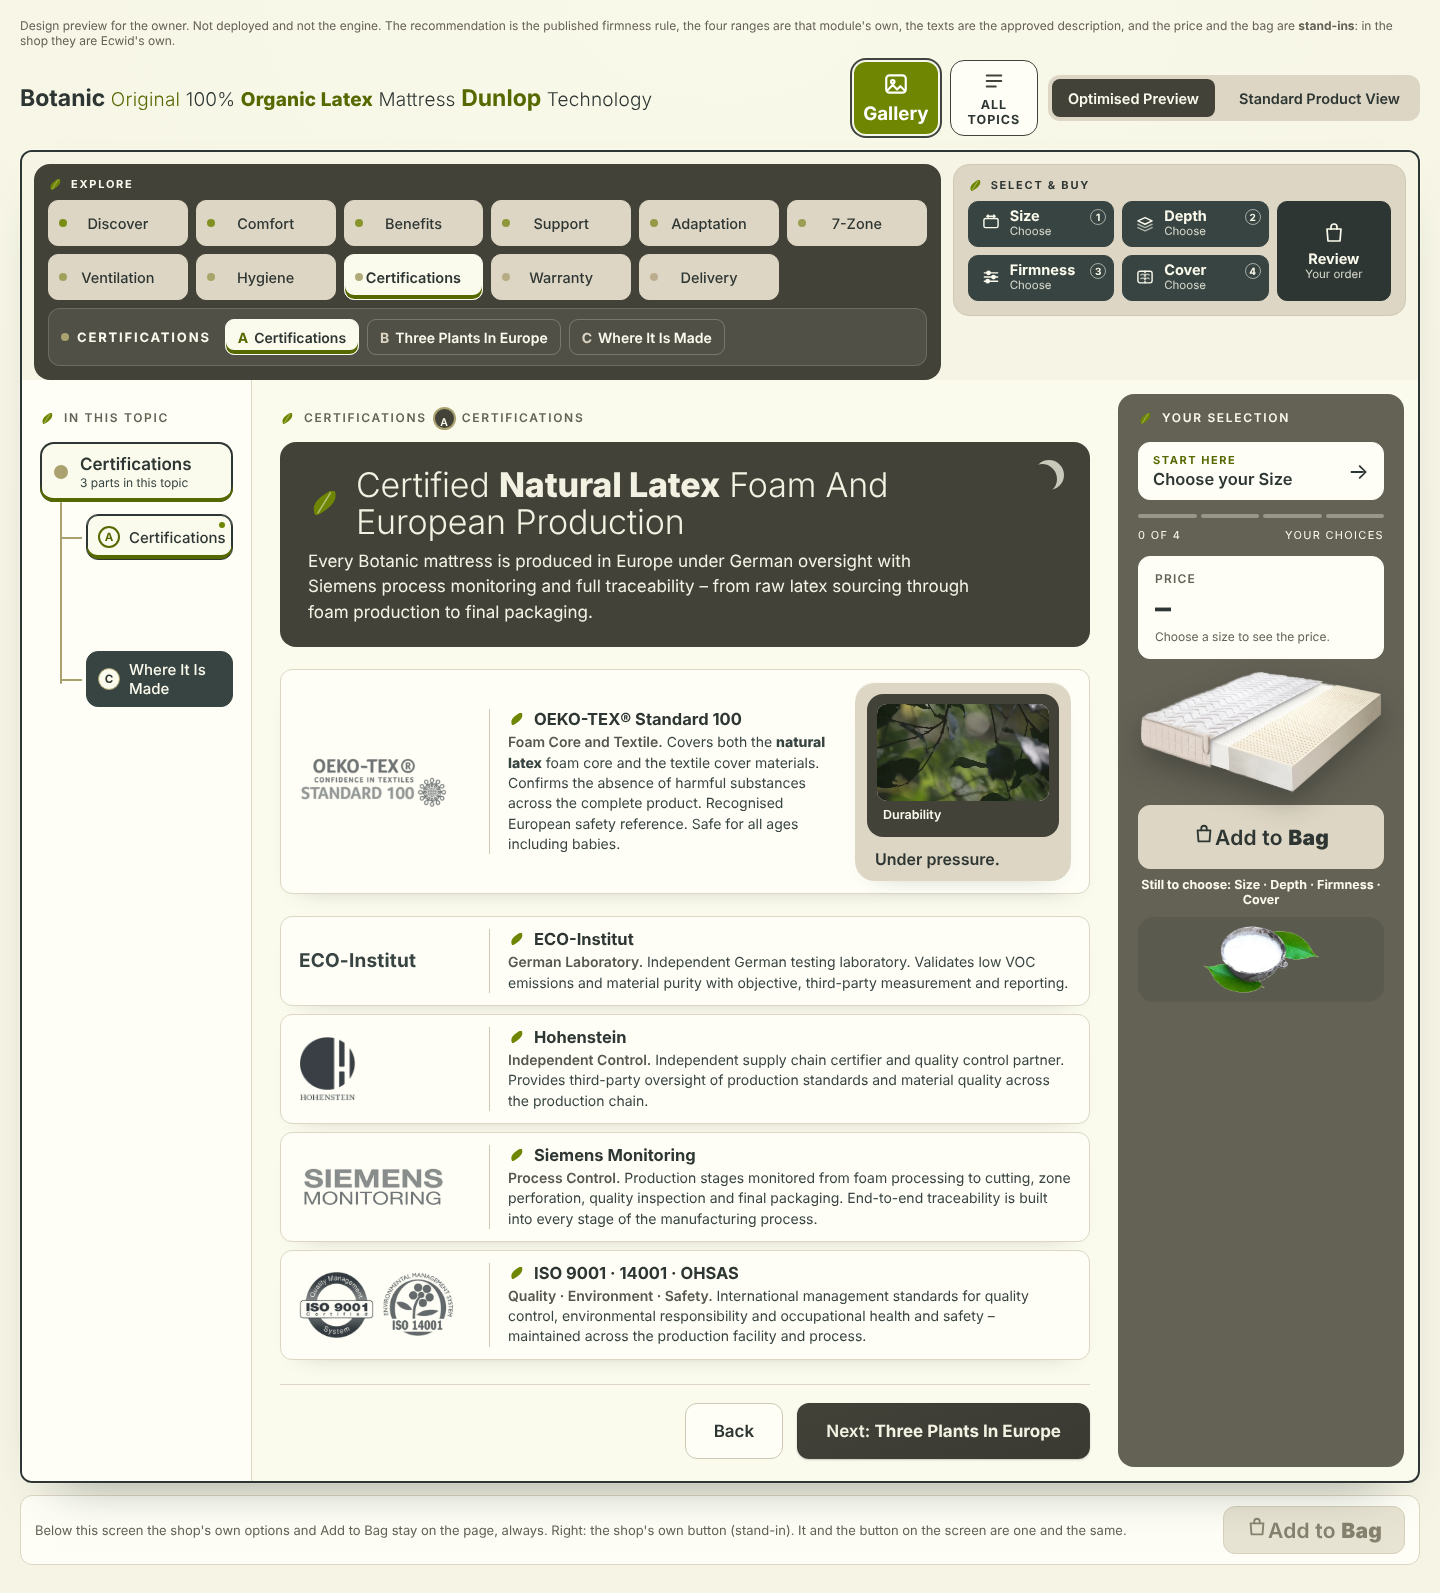 Design preview for the owner. Not deployed and not the engine. The recommendation is the published firmness rule, the four ranges are that module's own, the texts are the approved description, and the price and the bag are stand-ins: in the
shop they are Ecwid's own.
Botanic Original 100% Organic Latex Mattress Dunlop Technology
Gallery
ALL
TOPICS
Optimised Preview
Standard Product View
EXPLORE
Discover
Comfort
Benefits
Support
Adaptation
7-Zone
Ventilation
Hygiene
Certifications
Warranty
Delivery
CERTIFICATIONS
A Certifications
B Three Plants In Europe
C Where It Is Made
SELECT & BUY
Size
Choose
1
Depth
Choose
2
Firmness
Choose
3
Cover
Choose
4
Review
Your order
IN THIS TOPIC
Certifications
3 parts in this topic
A Certifications
C Where It Is
Made
CERTIFICATIONS A CERTIFICATIONS
Certified Natural Latex Foam And
European Production
Every Botanic mattress is produced in Europe under German oversight with
Siemens process monitoring and full traceability – from raw latex sourcing through
foam production to final packaging.
OEKO-TEX®
CONFIDENCE IN TEXTILES
STANDARD 100
OEKO-TEX® Standard 100
Foam Core and Textile. Covers both the natural
latex foam core and the textile cover materials.
Confirms the absence of harmful substances
across the complete product. Recognised
European safety reference. Safe for all ages
including babies.
Durability
Under pressure.
ECO-Institut
ECO-Institut
German Laboratory. Independent German testing laboratory. Validates low VOC
emissions and material purity with objective, third-party measurement and reporting.
HOHENSTEIN
Hohenstein
Independent Control. Independent supply chain certifier and quality control partner.
Provides third-party oversight of production standards and material quality across
the production chain.
SIEMENS
MONITORING
Siemens Monitoring
Process Control. Production stages monitored from foam processing to cutting, zone
perforation, quality inspection and final packaging. End-to-end traceability is built
into every stage of the manufacturing process.
Quality Management
ISO 9001
Certified
System
ENVIRONMENTAL MANAGEMENT SYSTEM
ISO 14001
ISO 9001 · 14001 · OHSAS
Quality · Environment · Safety. International management standards for quality
control, environmental responsibility and occupational health and safety –
maintained across the production facility and process.
Back
Next: Three Plants In Europe
YOUR SELECTION
START HERE
Choose your Size
0 OF 4
YOUR CHOICES
PRICE
–
Choose a size to see the price.
Add to Bag
Still to choose: Size · Depth · Firmness ·
Cover
Below this screen the shop's own options and Add to Bag stay on the page, always. Right: the shop's own button (stand-in). It and the button on the screen are one and the same.
Add to Bag